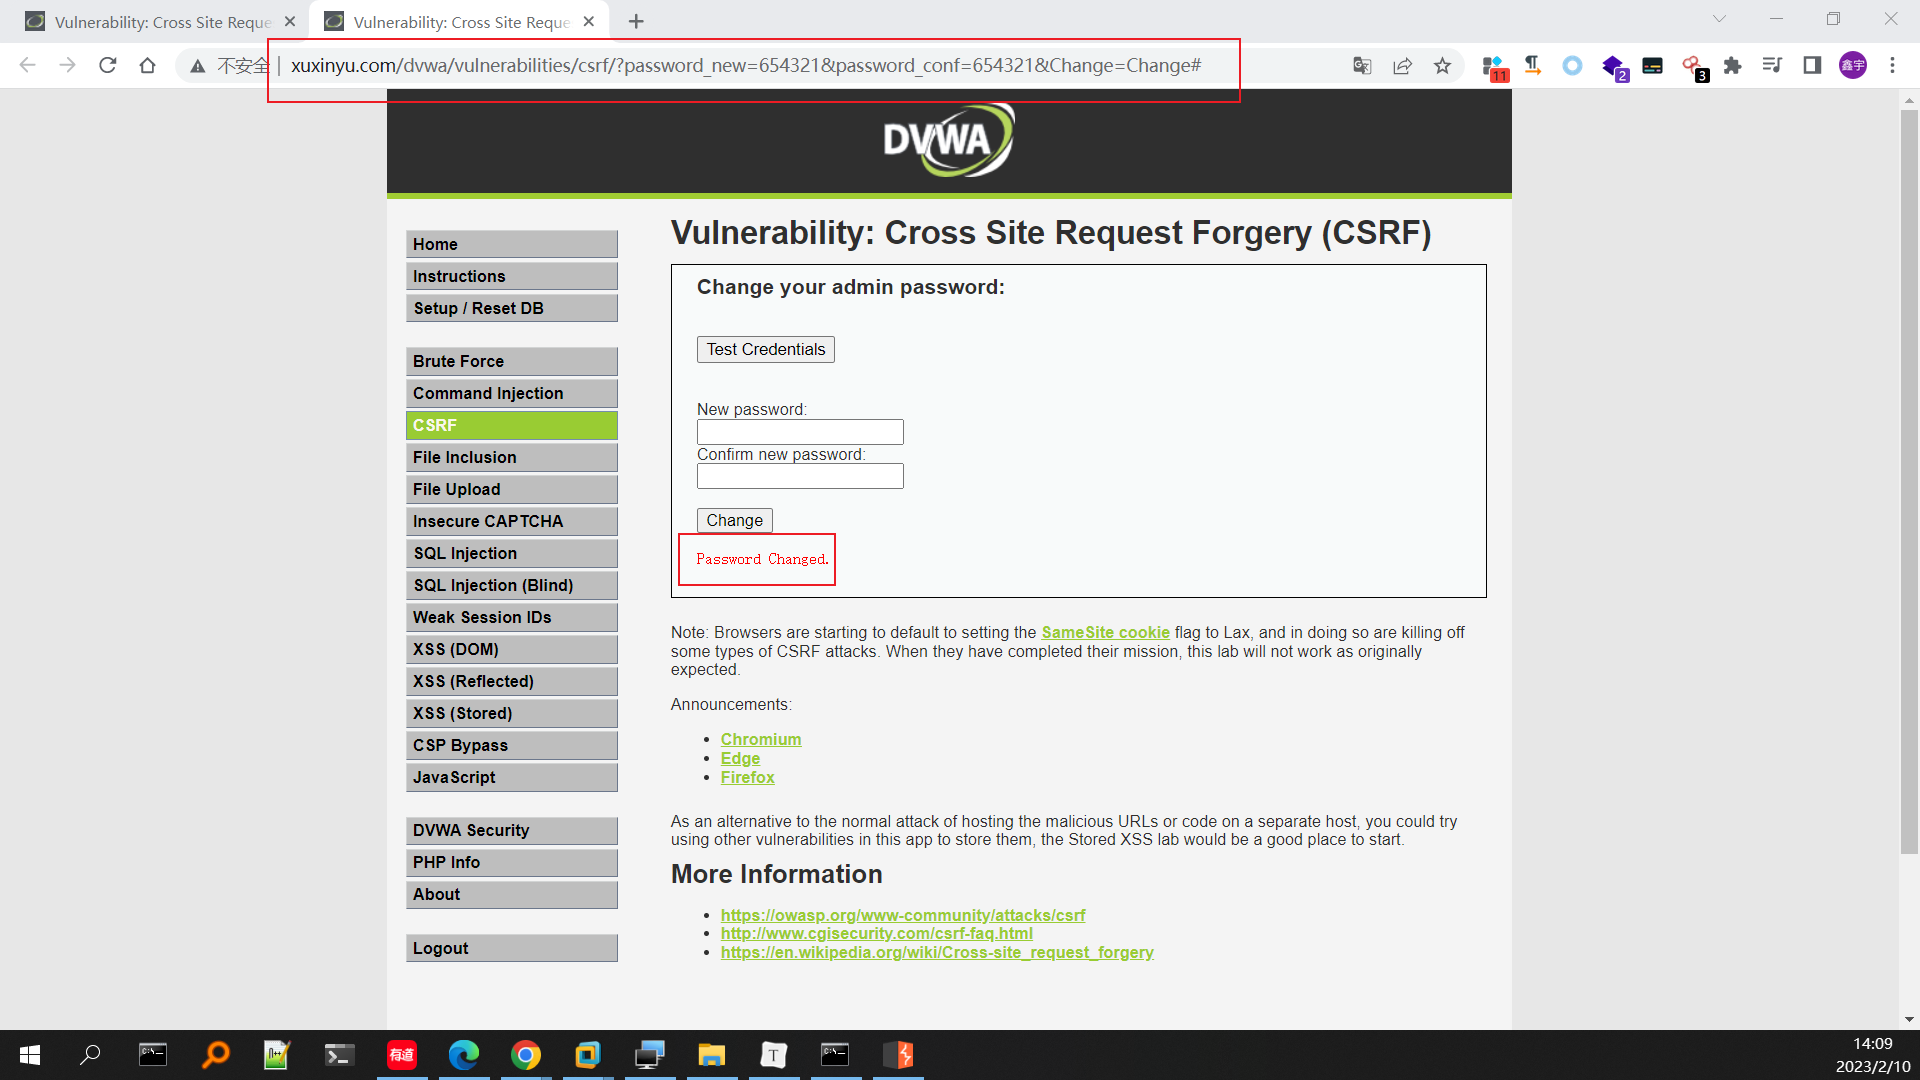 Vulnerability: Cross Site Reque
Vulnerability: Cross Site Reque
不安全 | xuxinyu.com/dvwa/vulnerabilities/csrf/?password_new=654321&password_conf=654321&Change=Change#
11
2
3
鑫宇
DVWA
Home
Instructions
Setup / Reset DB
Brute Force
Command Injection
CSRF
File Inclusion
File Upload
Insecure CAPTCHA
SQL Injection
SQL Injection (Blind)
Weak Session IDs
XSS (DOM)
XSS (Reflected)
XSS (Stored)
CSP Bypass
JavaScript
DVWA Security
PHP Info
About
Logout
Vulnerability: Cross Site Request Forgery (CSRF)
Change your admin password:
Test Credentials
New password:
Confirm new password:
Change
Password Changed.
Note: Browsers are starting to default to setting the SameSite cookie flag to Lax, and in doing so are killing off
some types of CSRF attacks. When they have completed their mission, this lab will not work as originally
expected.
Announcements:
Chromium
Edge
Firefox
As an alternative to the normal attack of hosting the malicious URLs or code on a separate host, you could try
using other vulnerabilities in this app to store them, the Stored XSS lab would be a good place to start.
More Information
https://owasp.org/www-community/attacks/csrf
http://www.cgisecurity.com/csrf-faq.html
https://en.wikipedia.org/wiki/Cross-site_request_forgery
有道
T
14:09
2023/2/10